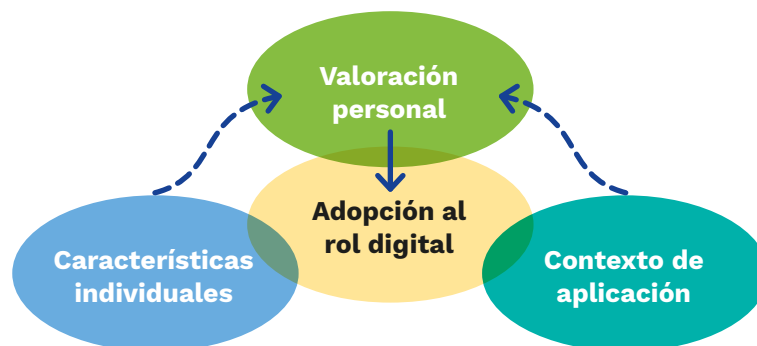 Valoración
personal
Adopción al
rol digital
Características
individuales
Contexto de
aplicación